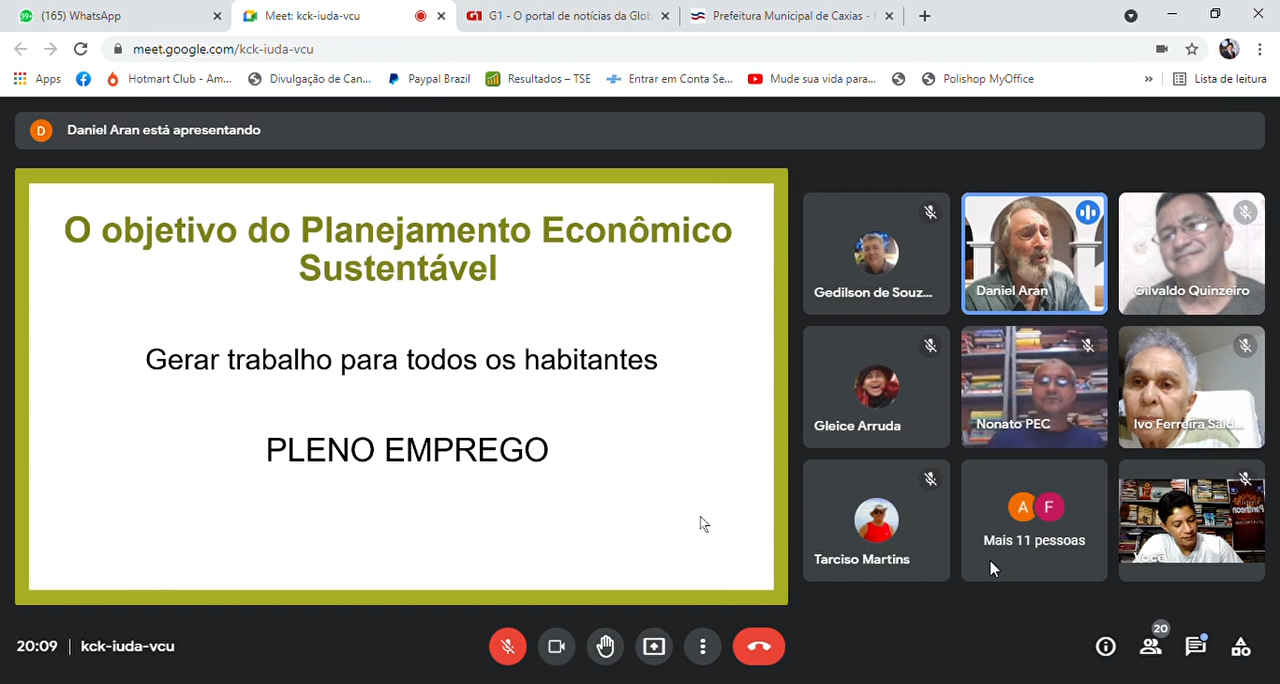 99+
(165) WhatsApp
Meet: kck-iuda-vcu
G1
G1 - O portal de notícias da Glob
Prefeitura Municipal de Caxias -
meet.google.com/kck-iuda-vcu
Apps
Hotmart Club - Am...
Divulgação de Can...
Paypal Brazil
Resultados – TSE
Entrar em Conta Se...
Mude sua vida para...
Polishop MyOffice
»
Lista de leitura
D
Daniel Aran está apresentando
O objetivo do Planejamento Econômico
Sustentável
Gerar trabalho para todos os habitantes
PLENO EMPREGO
Gedilson de Souz...
Daniel Aran
Gilvaldo Quinzeiro
Gleice Arruda
Nonato PEC
Ivo Ferreira Said...
Tarciso Martins
A
F
Mais 11 pessoas
Pantheon
Você
20:09 | kck-iuda-vcu
20